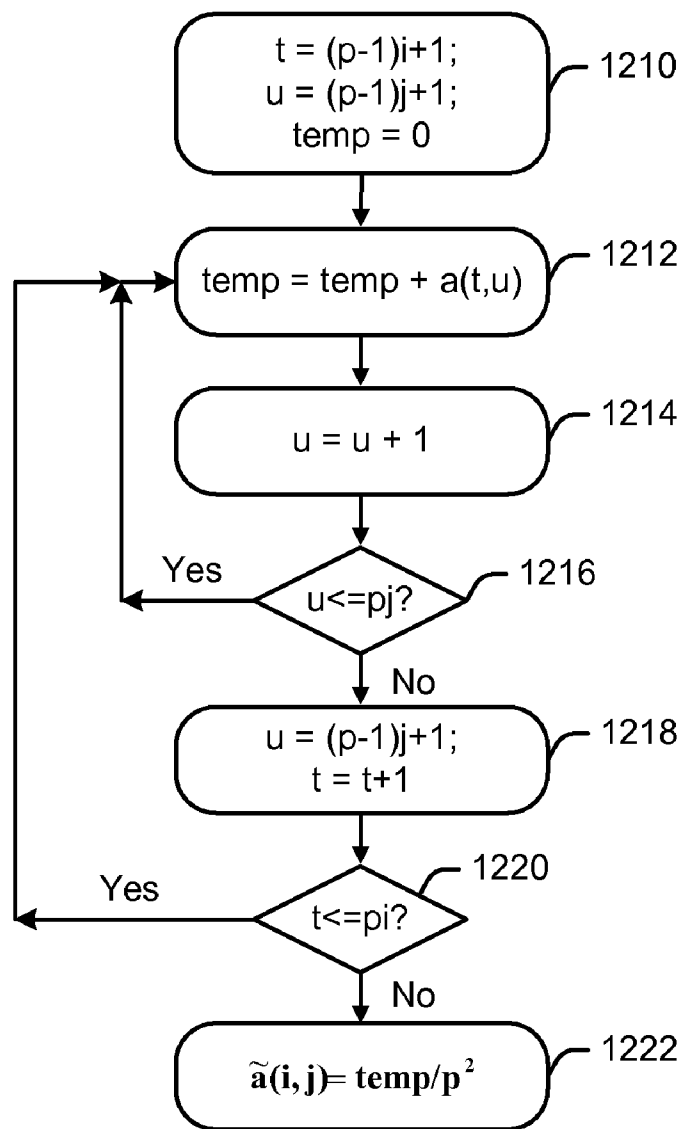 t = (p-1)i+1;
u = (p-1)j+1;
temp = 0
1210
temp = temp + a(t,u)
1212
u = u + 1
1214
u<=pj?
1216
Yes
No
u = (p-1)j+1;
t = t+1
1218
t<=pi?
1220
Yes
No
ã(i,j)= temp/p²
1222